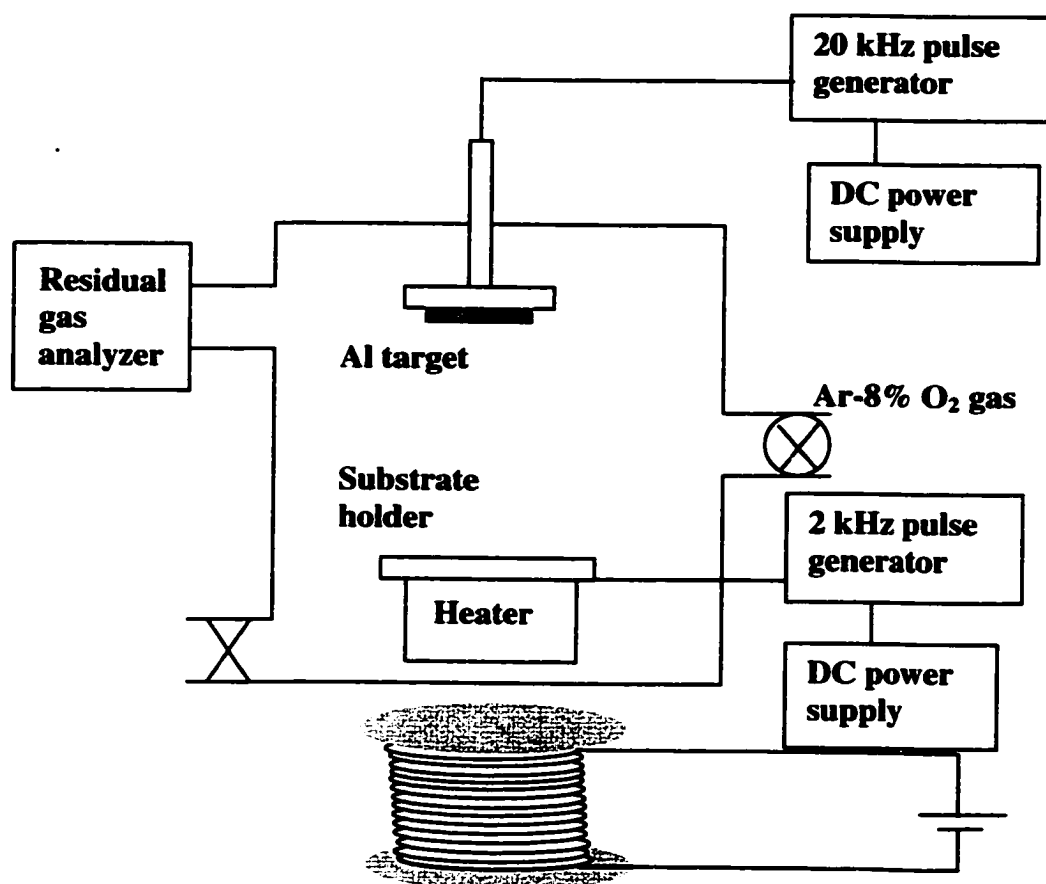 20 kHz pulse
generator
DC power
supply
Residual
gas
analyzer
Al target
Ar-8% O₂ gas
Substrate
holder
2 kHz pulse
generator
Heater
DC power
supply